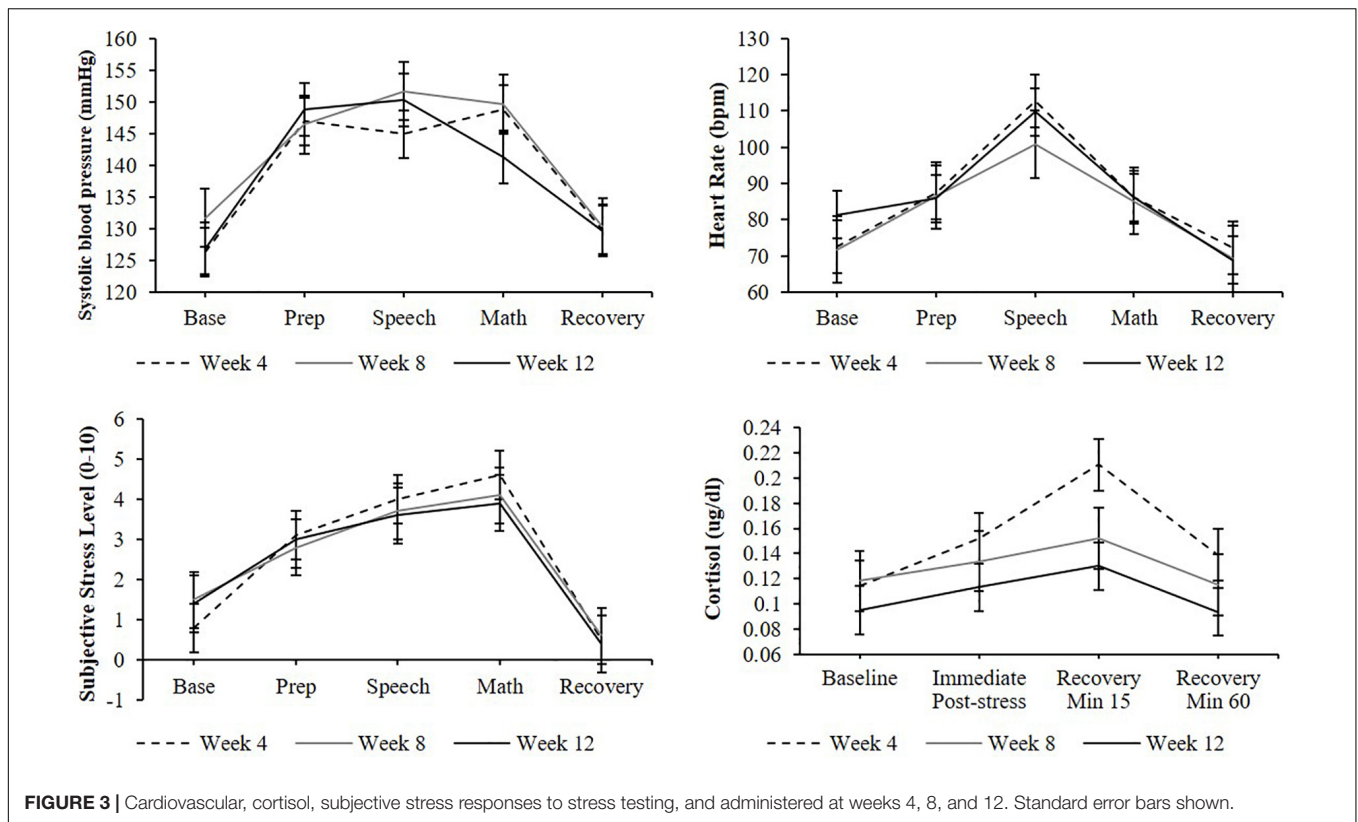 Systolic blood pressure (mmHg)
160
155
150
145
140
135
130
125
120
Base Prep Speech Math Recovery
Week 4 Week 8 Week 12
Heart Rate (bpm)
130
120
110
100
90
80
70
60
Base Prep Speech Math Recovery
Week 4 Week 8 Week 12
Subjective Stress Level (0-10)
6
5
4
3
2
1
0
-1
Base Prep Speech Math Recovery
Week 4 Week 8 Week 12
Cortisol (ug/dl)
0.24
0.22
0.2
0.18
0.16
0.14
0.12
0.1
0.08
0.06
Baseline Immediate Recovery Recovery
Post-stress Min 15 Min 60
Week 4 Week 8 Week 12
FIGURE 3 | Cardiovascular, cortisol, subjective stress responses to stress testing, and administered at weeks 4, 8, and 12. Standard error bars shown.